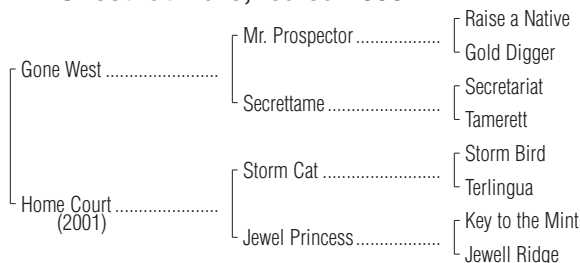 Raise a Native
Mr. Prospector
Gold Digger
Gone West
Secretariat
Secrettame
Tamerett
Storm Bird
Storm Cat
Terlingua
Home Court
(2001)
Key to the Mint
Jewel Princess
Jewell Ridge